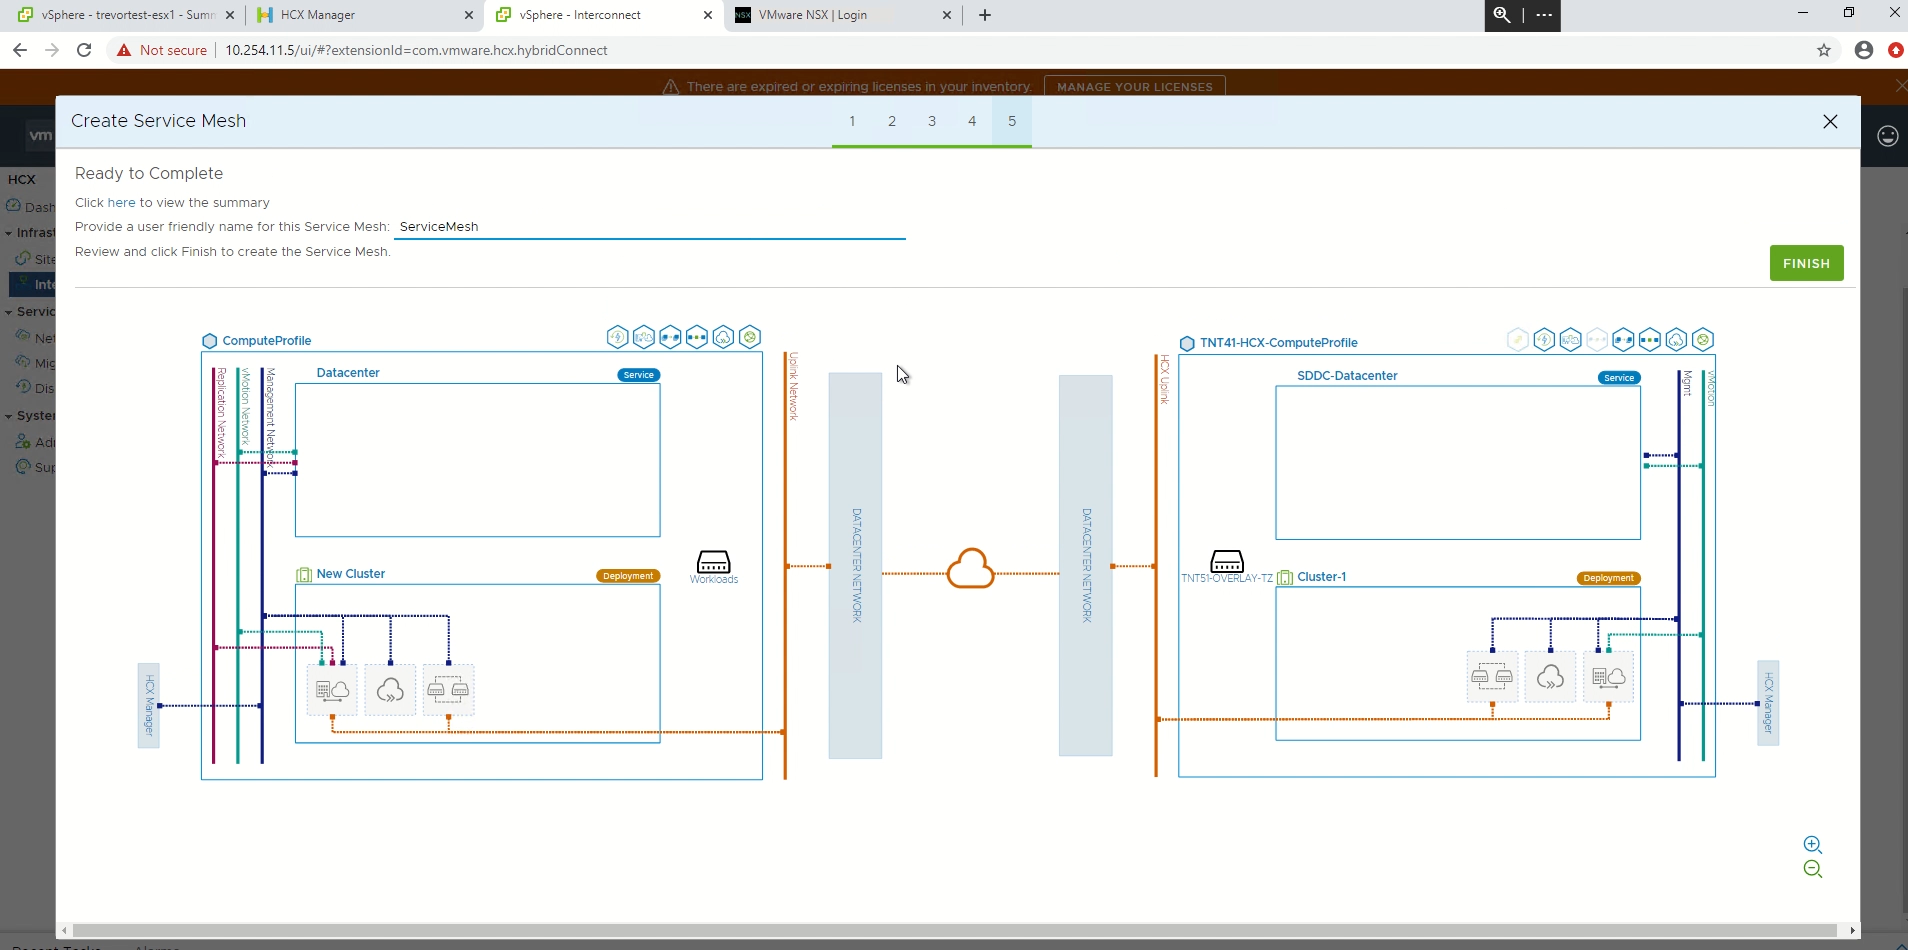 vSphere - trevortest-esx1 - Summ
HCX Manager
vSphere - Interconnect
NSX
VMware NSX | Login
Not secure
10.254.11.5/ui/#?extensionId=com.vmware.hcx.hybridConnect
There are expired or expiring licenses in your inventory.
MANAGE YOUR LICENSES
vm
Create Service Mesh
1 2 3 4 5
HCX
Dash
Infrast
Site
Inte
Servic
Net
Mig
Dis
System
Adm
Sup
Ready to Complete
Click here to view the summary
Provide a user friendly name for this Service Mesh: ServiceMesh
Review and click Finish to create the Service Mesh.
FINISH
ComputeProfile
Replication Network
vMotion Network
Management Network
Datacenter
Service
Workloads
New Cluster
Deployment
HCX Manager
Uplink Network
DATACENTER NETWORK
DATACENTER NETWORK
HCX Uplink
TNT41-HCX-ComputeProfile
SDDC-Datacenter
Service
Mgmt
vMotion
TNT51-OVERLAY-TZ
Cluster-1
Deployment
HCX Manager
Recent Tasks
Alarms